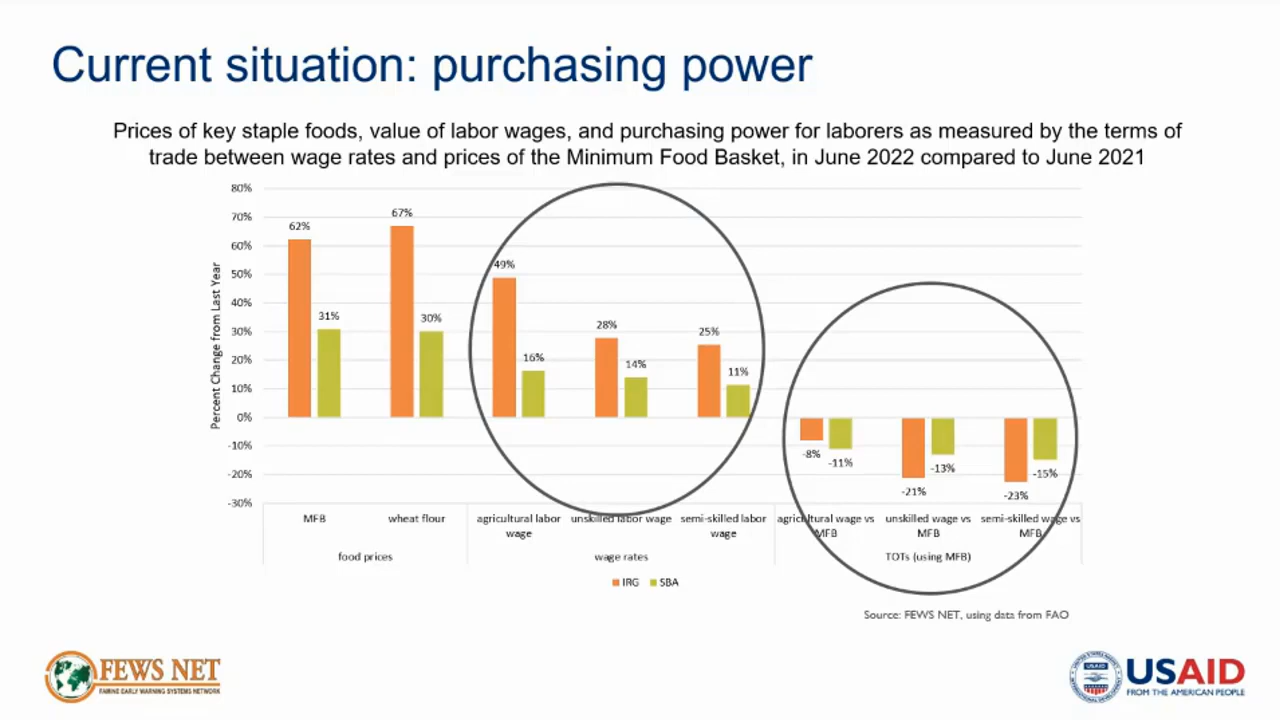 Current situation: purchasing power
Prices of key staple foods, value of labor wages, and purchasing power for laborers as measured by the terms of
trade between wage rates and prices of the Minimum Food Basket, in June 2022 compared to June 2021
Percent Change from Last Year
80%
70%
60%
50%
40%
30%
20%
10%
0%
-10%
-20%
-30%
62%
31%
67%
30%
49%
16%
28%
14%
25%
11%
-8%
-11%
-21%
-13%
-23%
-15%
MFB
wheat flour
agricultural labor
wage
unskilled labor wage
semi-skilled labor
wage
agricultural wage vs
MFB
unskilled wage vs
MFB
semi-skilled wage vs
MFB
food prices
wage rates
TOTs (using MFB)
IRG SBA
Source: FEWS NET, using data from FAO
FEWS NET
FAMINE EARLY WARNING SYSTEMS NETWORK
USAID
USAID
FROM THE AMERICAN PEOPLE